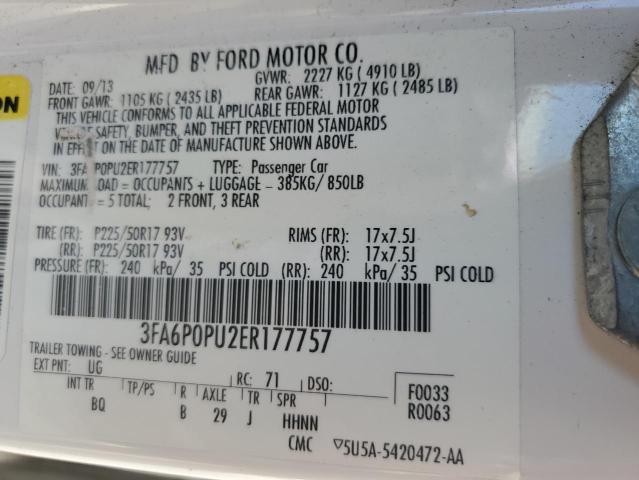 MFD BY FORD MOTOR CO.
DATE: 09/13 GVWR: 2227 KG ( 4910 LB)
FRONT GAWR: 1105 KG ( 2435 LB) REAR GAWR: 1127 KG ( 2485 LB)
THIS VEHICLE CONFORMS TO ALL APPLICABLE FEDERAL MOTOR
SAFETY, BUMPER, AND THEFT PREVENTION STANDARDS
IN EFFECT ON THE DATE OF MANUFACTURE SHOWN ABOVE.
VIN: 3FA P0PU2ER177757 TYPE: Passenger Car
MAXIMUM LOAD = OCCUPANTS + LUGGAGE - 385KG/ 850LB
OCCUPANT = 5 TOTAL: 2 FRONT, 3 REAR
TIRE (FR): P225/50R17 93V RIMS (FR): 17x7.5J
(RR): P225/50R17 93V (RR): 17x7.5J
PRESSURE (FR): 240 kPa/ 35 PSI COLD (RR): 240 kPa/ 35 PSI COLD
3FA6P0PU2ER177757
TRAILER TOWING - SEE OWNER GUIDE
EXT PNT: UG RC: 71 DSO: F0033
INT TR TP/PS R AXLE TR SPR R0063
BQ B 29 J HHNN
CMC ▽5U5A-5420472-AA
ON